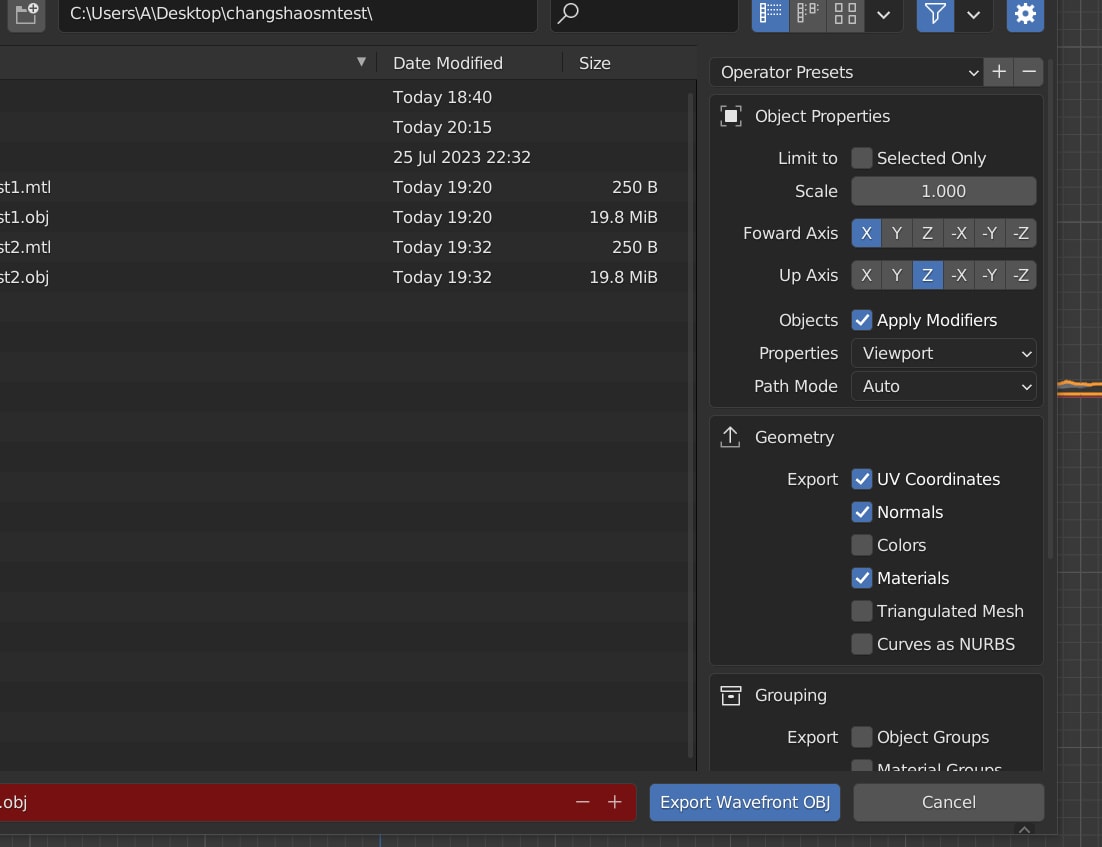 C:\Users\A\Desktop\changshaosmtest\
Date Modified Size
Today 18:40
Today 20:15
25 Jul 2023 22:32
st1.mtl Today 19:20 250 B
st1.obj Today 19:20 19.8 MiB
st2.mtl Today 19:32 250 B
st2.obj Today 19:32 19.8 MiB
Operator Presets
Object Properties
Limit to Selected Only
Scale 1.000
Foward Axis X Y Z -X -Y -Z
Up Axis X Y Z -X -Y -Z
Objects Apply Modifiers
Properties Viewport
Path Mode Auto
Geometry
Export UV Coordinates
Normals
Colors
Materials
Triangulated Mesh
Curves as NURBS
Grouping
Export Object Groups
Material Groups
.obj
Export Wavefront OBJ Cancel